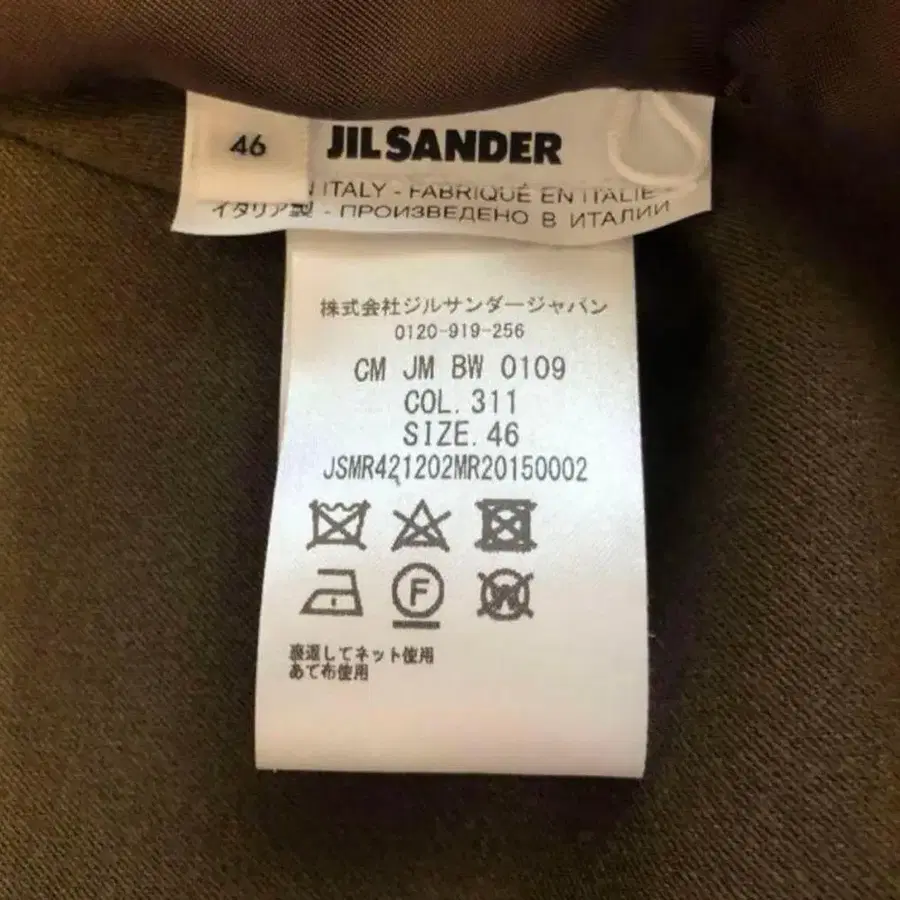 46
JIL SANDER
ITALY - FABRIQUÉ EN ITALIE -
イタリア製 - ПРОИЗВЕДЕНО В ИТАЛИИ
株式会社ジルサンダージャパン
0120-919-256
CM JM BW 0109
COL. 311
SIZE. 46
JSMR421202MR20150002
F
W
裏返してネット使用
あて布使用